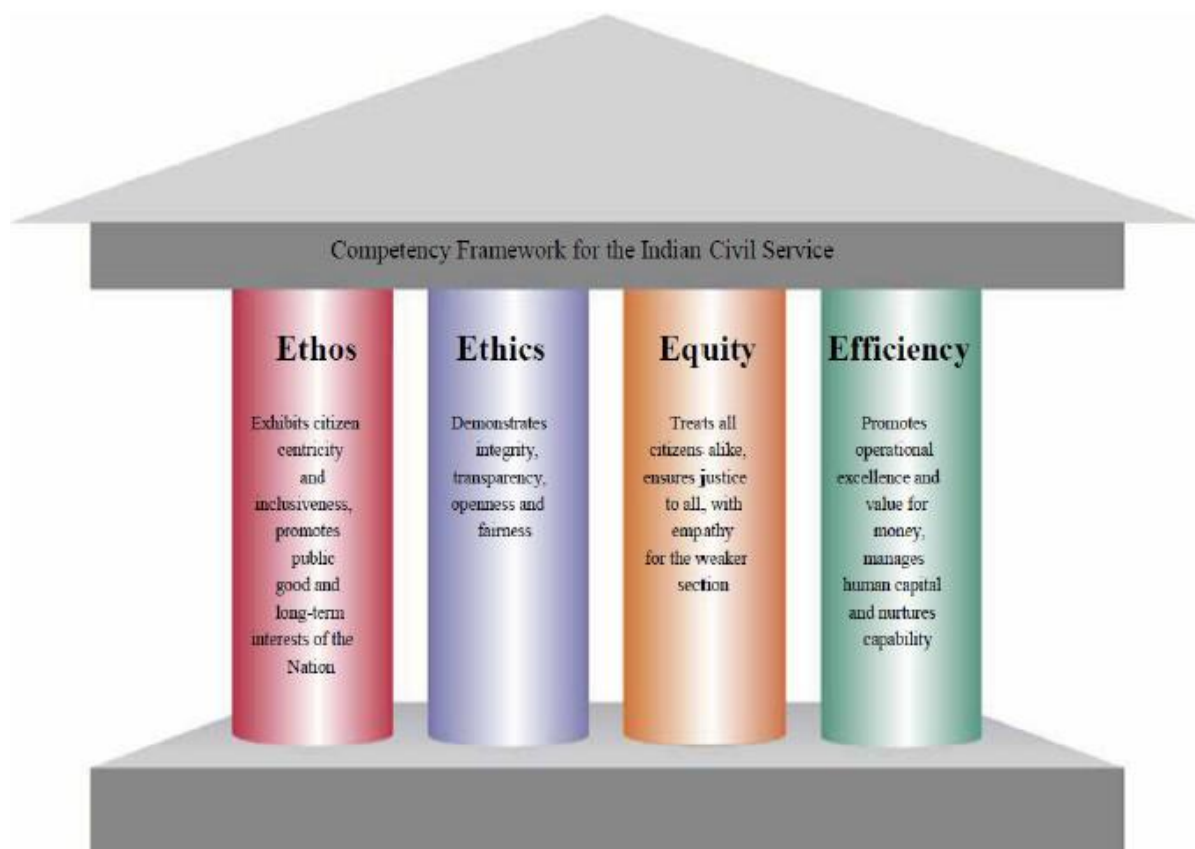 Competency Framework for the Indian Civil Service
Ethos
Exhibits citizen
centricity
and
inclusiveness,
promotes
public
good and
long-term
interests of the
Nation
Ethics
Demonstrates
integrity,
transparency,
openness and
fairness
Equity
Treats all
citizens alike,
ensures justice
to all, with
empathy
for the weaker
section
Efficiency
Promotes
operational
excellence and
value for
money,
manages
human capital
and nurtures
capability